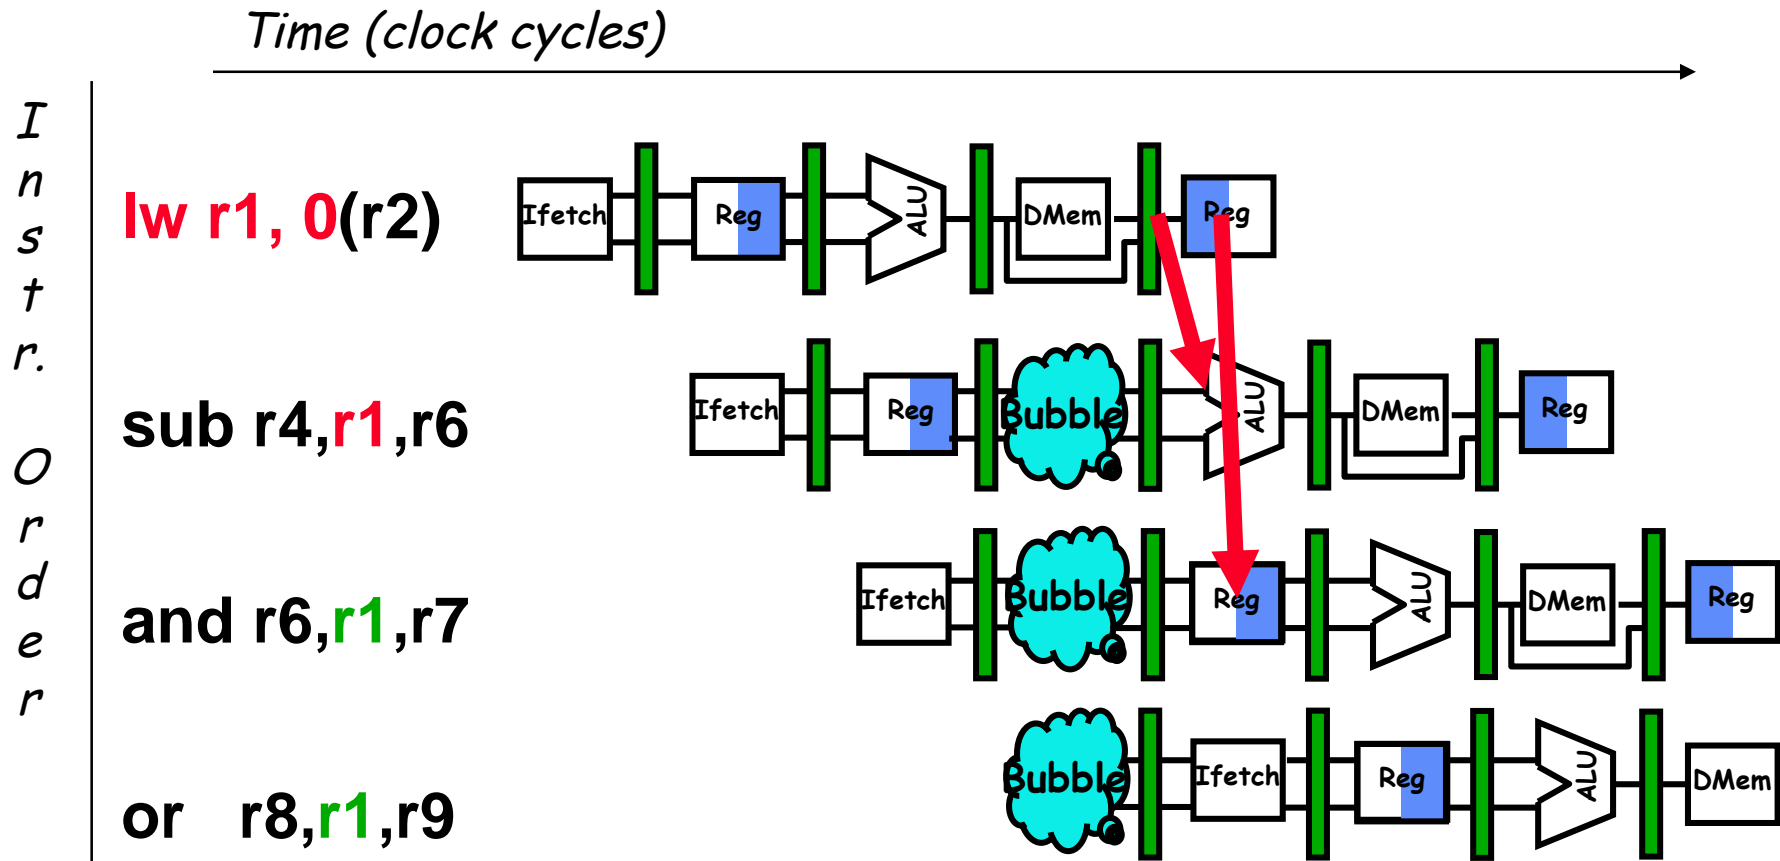 Time (clock cycles)
Instr. Order
lw r1, 0(r2)
Ifetch Reg ALU DMem Reg
sub r4,r1,r6
Ifetch Reg Bubble ALU DMem Reg
and r6,r1,r7
Ifetch Bubble Reg ALU DMem Reg
or r8,r1,r9
Bubble Ifetch Reg ALU DMem